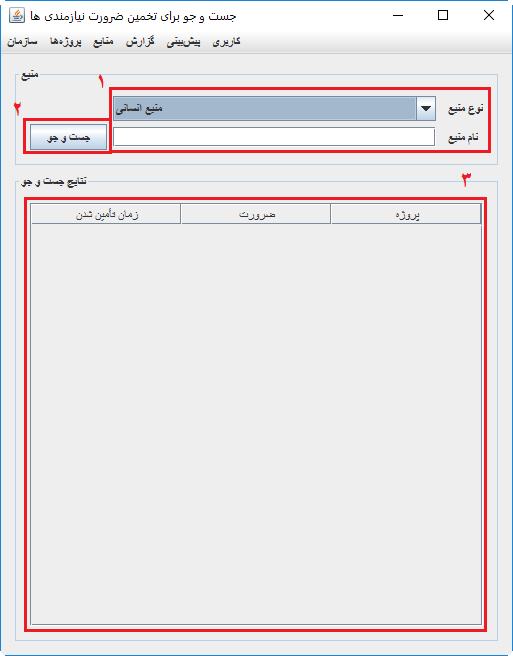 جست و جو برای تخمین ضرورت نیازمندی ها
سازمان پروژه‌ها منابع گزارش پیش‌بینی کاربری
منبع
۱
نوع منبع منبع انسانی
۲
نام منبع جست و جو
نتایج جست و جو
۳
پروژه ضرورت زمان تأمین شدن